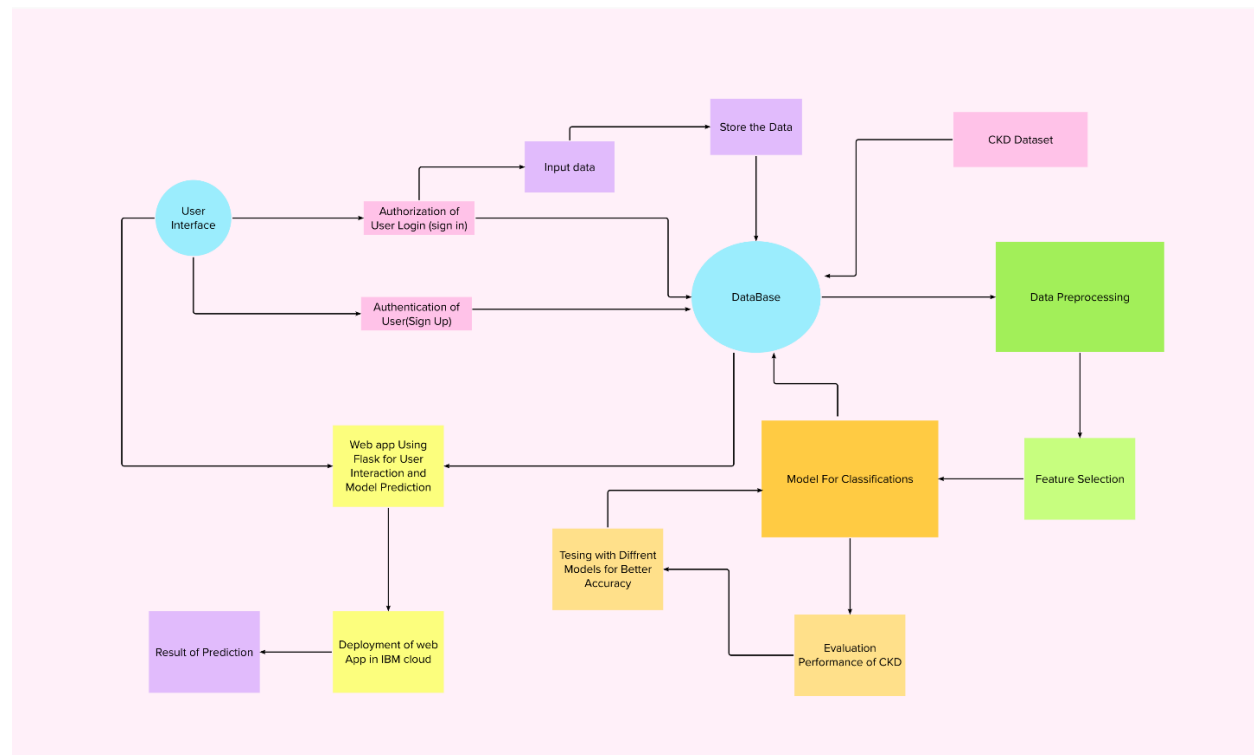 Store the Data
CKD Dataset
Input data
User
Interface
Authorization of
User Login (sign in)
DataBase
Data Preprocessing
Authentication of
User(Sign Up)
Web app Using
Flask for User
Interaction and
Model Prediction
Model For Classifications
Feature Selection
Tesing with Diffrent
Models for Better
Accuracy
Result of Prediction
Deployment of web
App in IBM cloud
Evaluation
Performance of CKD